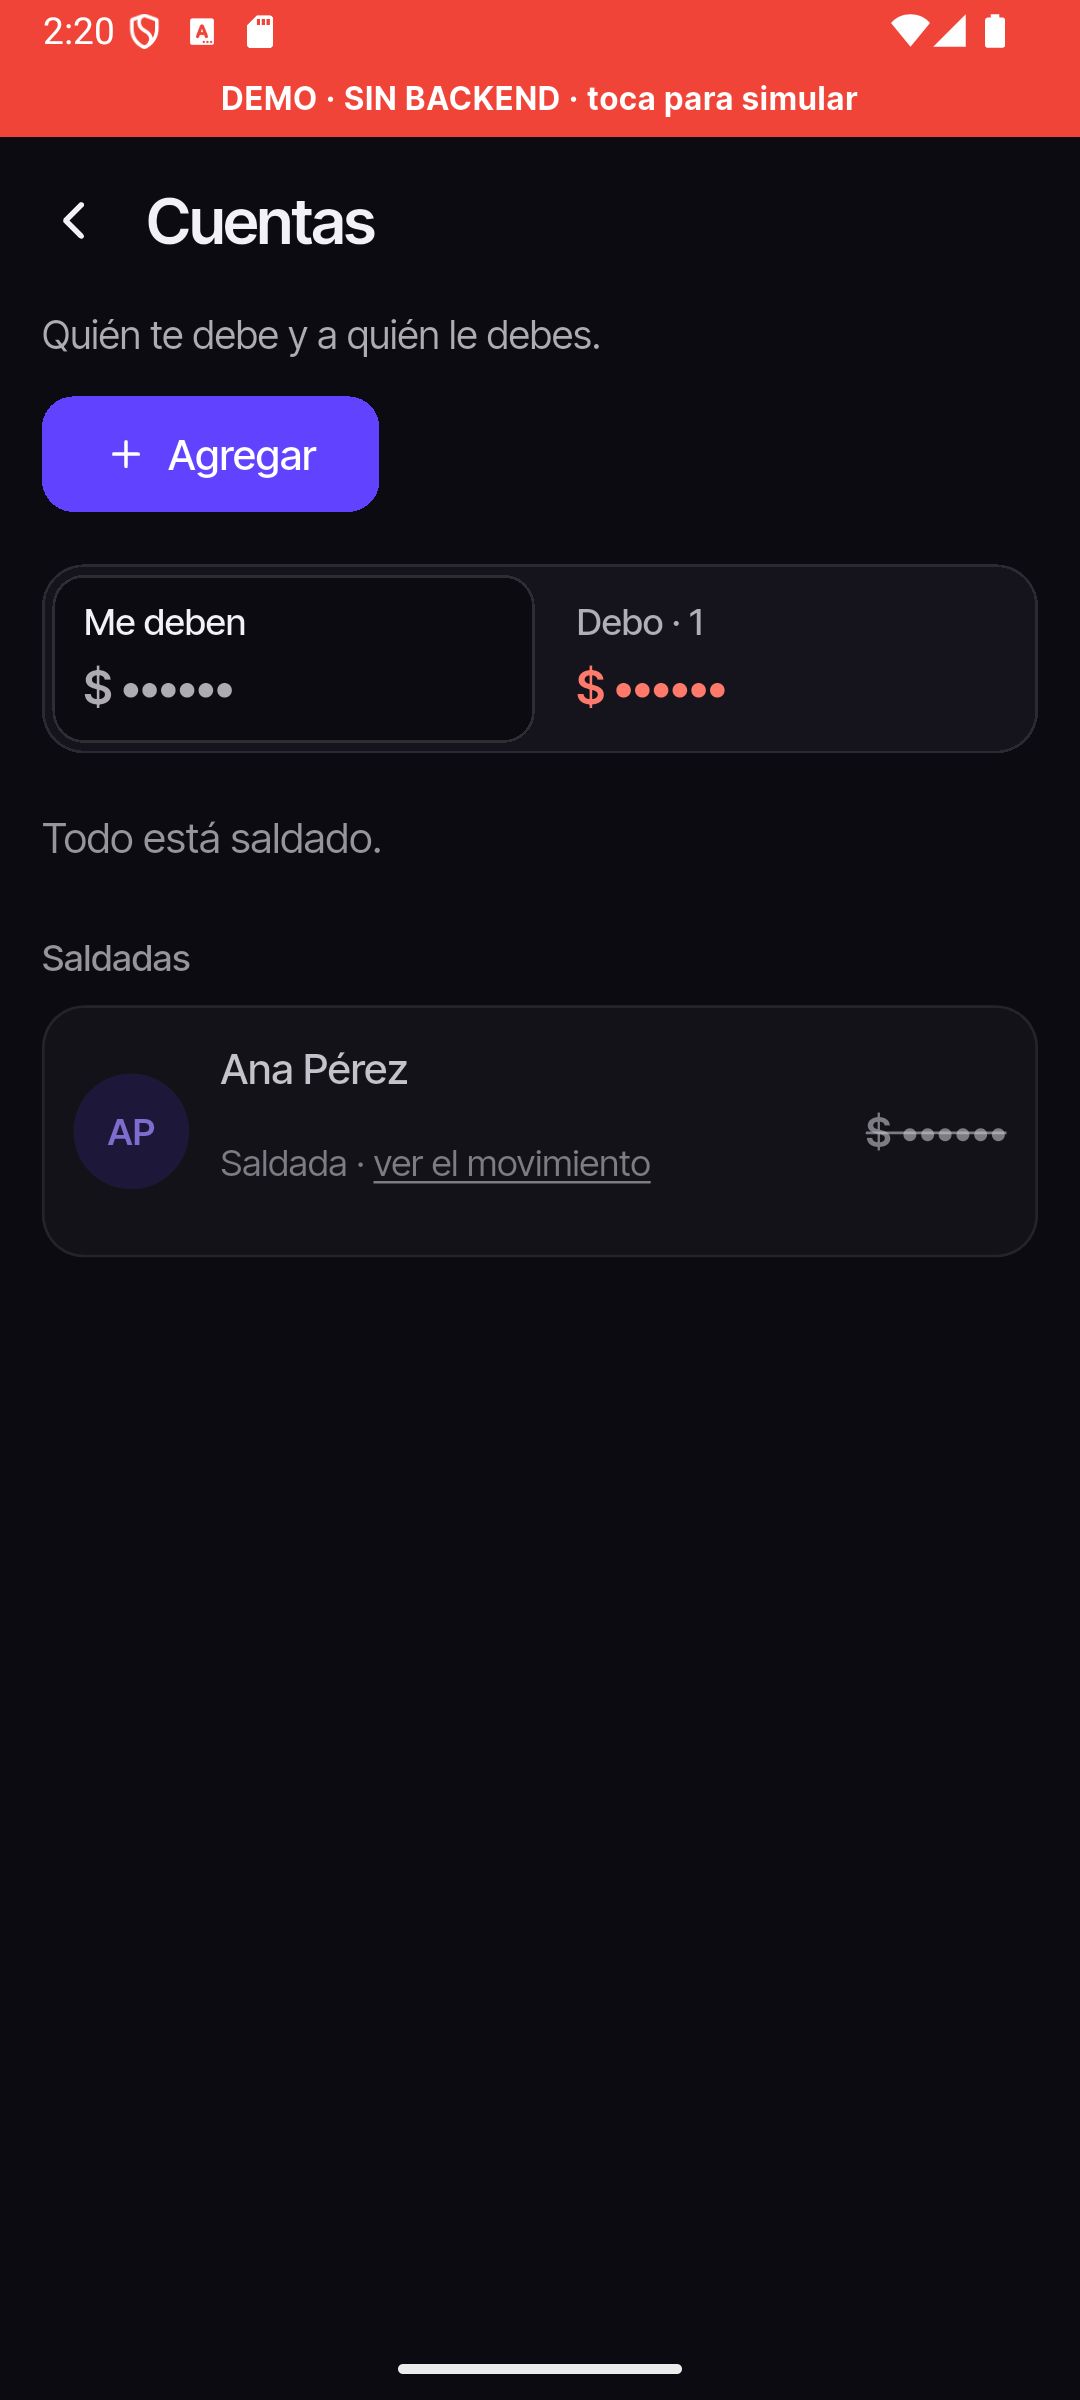 2:20
DEMO · SIN BACKEND · toca para simular
Cuentas
Quién te debe y a quién le debes.
+ Agregar
Me deben
$ ••••••
Debo · 1
$ ••••••
Todo está saldado.
Saldadas
AP
Ana Pérez
Saldada · ver el movimiento
$ ••••••